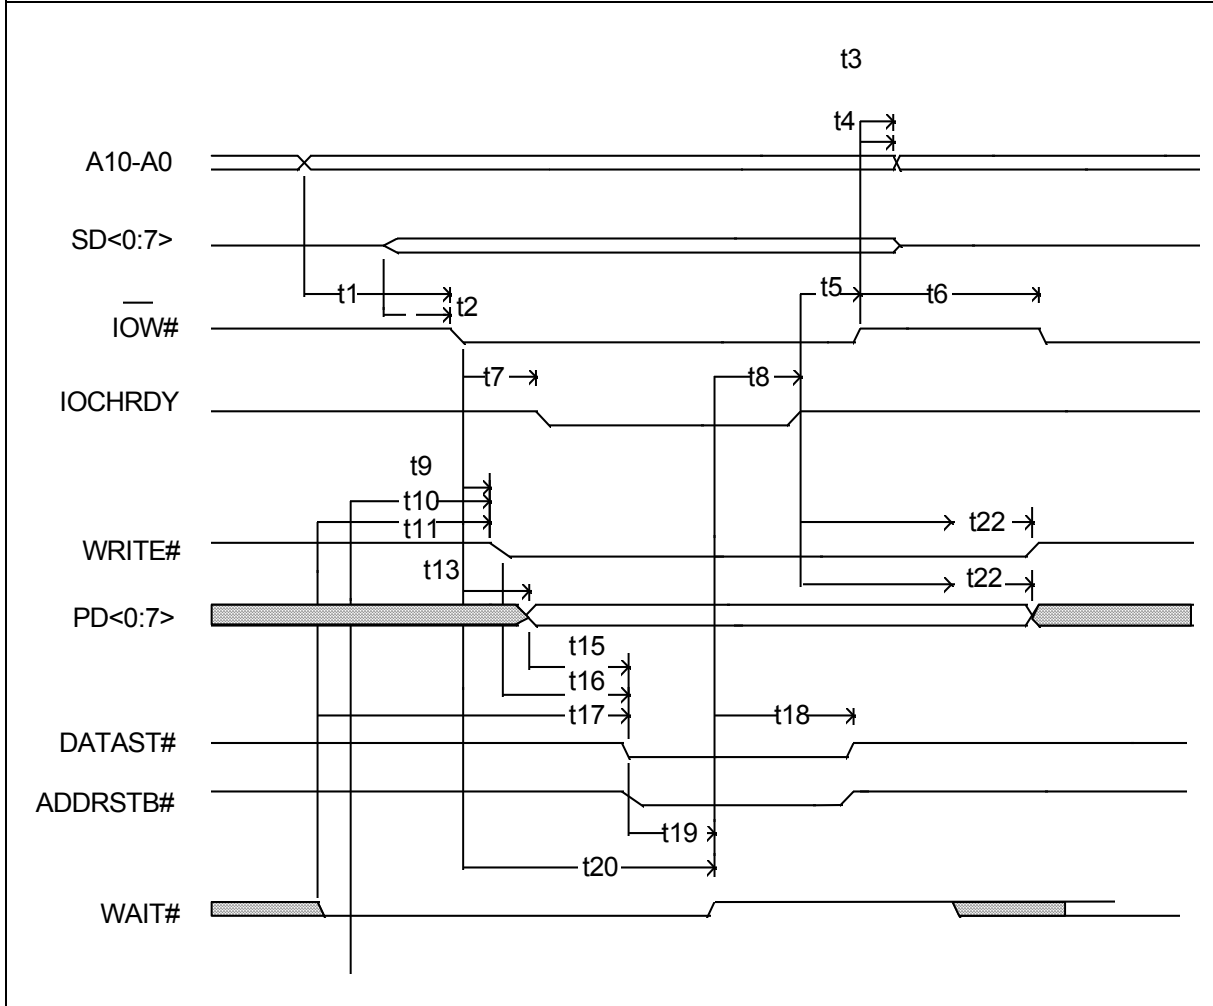 t3
t4
A10-A0
SD<0:7>
t1
t2
t5
t6
IOW#
t7
t8
IOCHRDY
t9
t10
t11
t22
WRITE#
t13
t22
PD<0:7>
t15
t16
t17
t18
DATAST#
ADDRSTB#
t19
t20
WAIT#